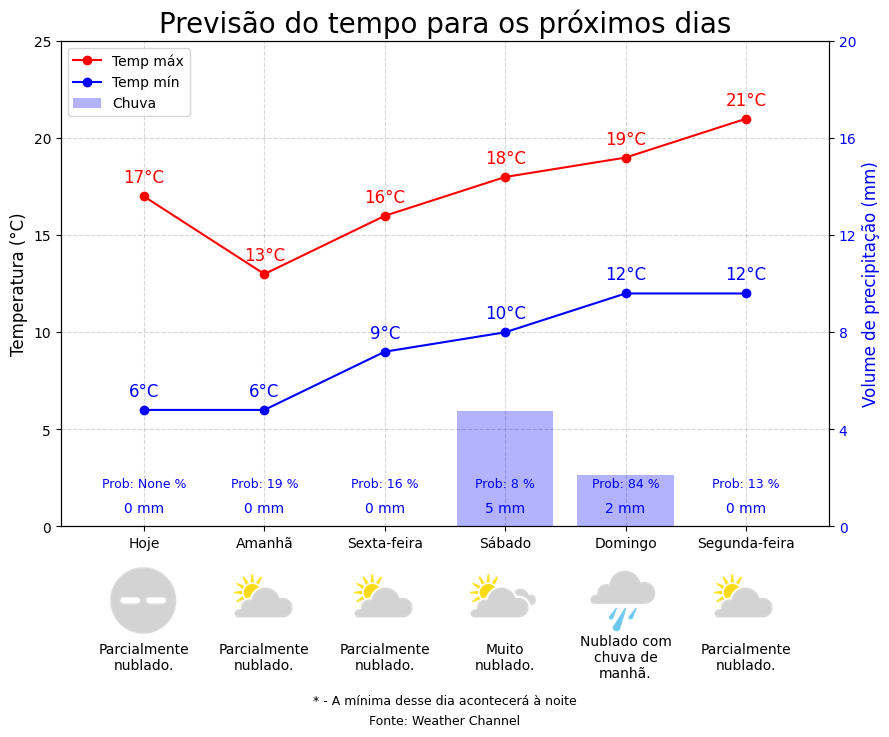 Previsão do tempo para os próximos dias
25
20
15
10
5
0
Temperatura (°C)
20
16
12
8
4
0
Volume de precipitação (mm)
Temp máx
Temp mín
Chuva
17°C
13°C
16°C
18°C
19°C
21°C
6°C
6°C
9°C
10°C
12°C
12°C
Prob: None % Prob: 19 % Prob: 16 % Prob: 8 % Prob: 84 % Prob: 13 %
0 mm 0 mm 0 mm 5 mm 2 mm 0 mm
Hoje Amanhã Sexta-feira Sábado Domingo Segunda-feira
Parcialmente
nublado.
Parcialmente
nublado.
Parcialmente
nublado.
Muito
nublado.
Nublado com
chuva de
manhã.
Parcialmente
nublado.
* - A mínima desse dia acontecerá à noite
Fonte: Weather Channel